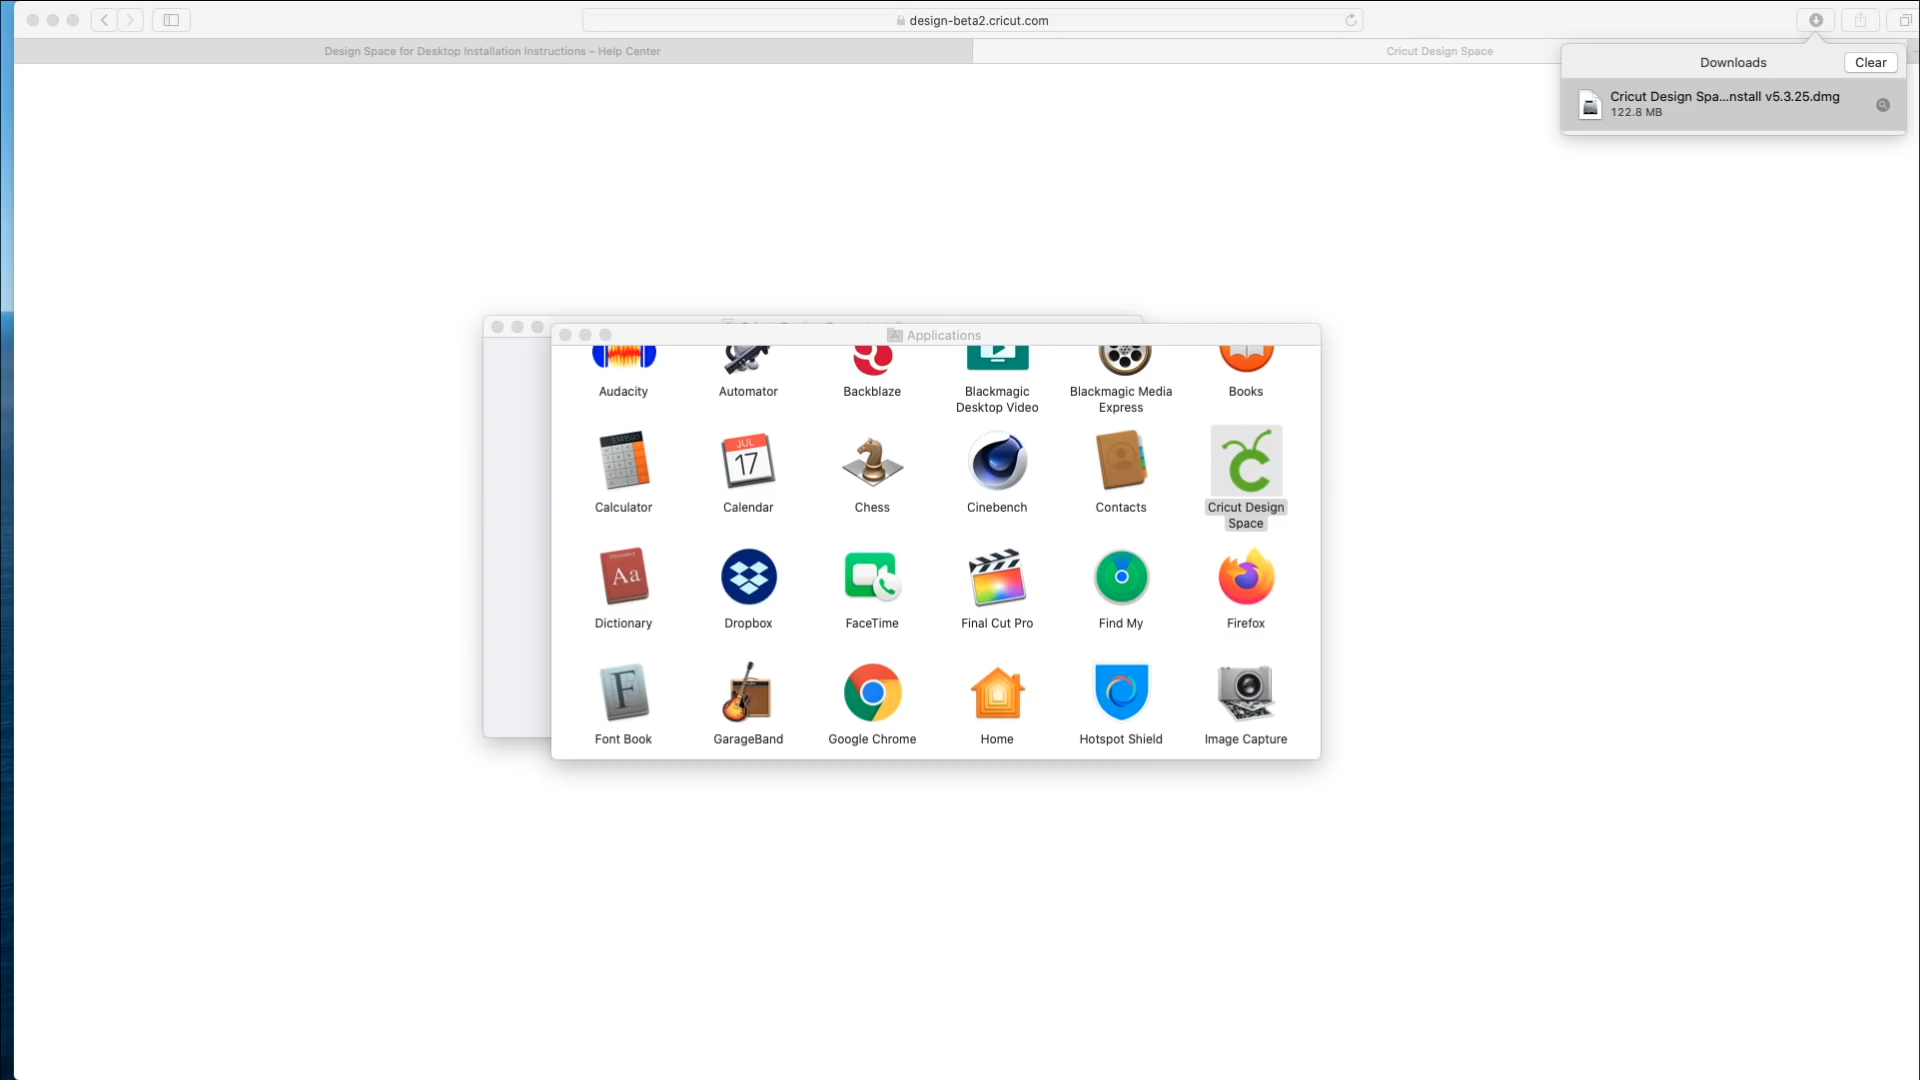 design-beta2.cricut.com
Design Space for Desktop Installation Instructions – Help Center
Cricut Design Space
Downloads
Clear
Cricut Design Spa...nstall v5.3.25.dmg
122.8 MB
Applications
Audacity
Automator
Backblaze
Blackmagic
Desktop Video
Blackmagic Media
Express
Books
JUL
17
Calculator
Calendar
Chess
Cinebench
Contacts
Cricut Design
Space
Aa
Dictionary
Dropbox
FaceTime
Final Cut Pro
Find My
Firefox
F
Font Book
GarageBand
Google Chrome
Home
Hotspot Shield
Image Capture